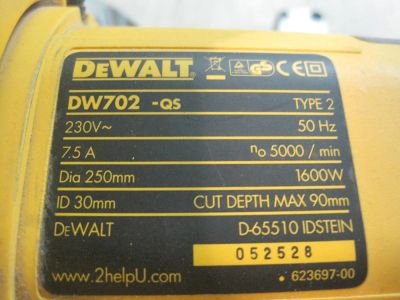 DEWALT
DW702 -QS TYPE 2
230V~ 50 Hz
7.5 A no 5000 / min
Dia 250mm 1600W
ID 30mm CUT DEPTH MAX 90mm
DEWALT D-65510 IDSTEIN
052528
www.2helpU.com 623697-00